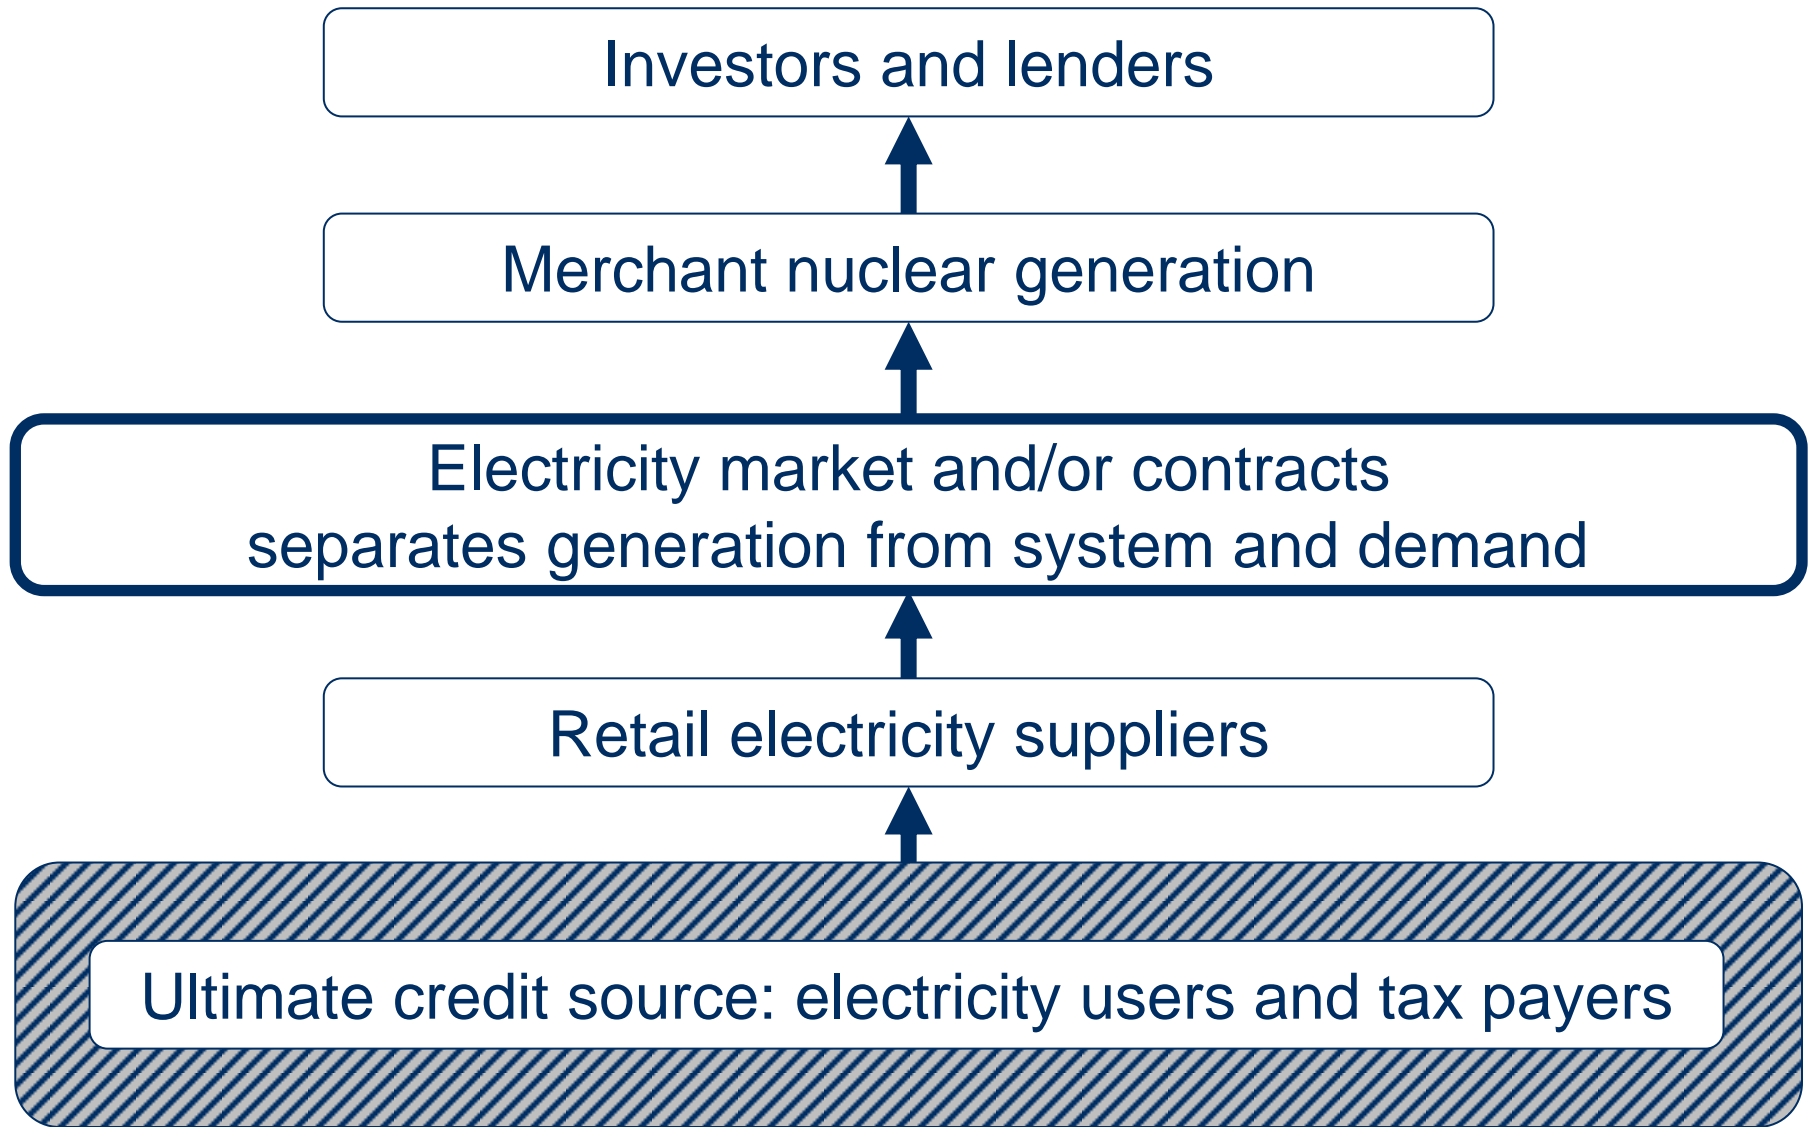 Investors and lenders
Merchant nuclear generation
Electricity market and/or contracts
separates generation from system and demand
Retail electricity suppliers
Ultimate credit source: electricity users and tax payers